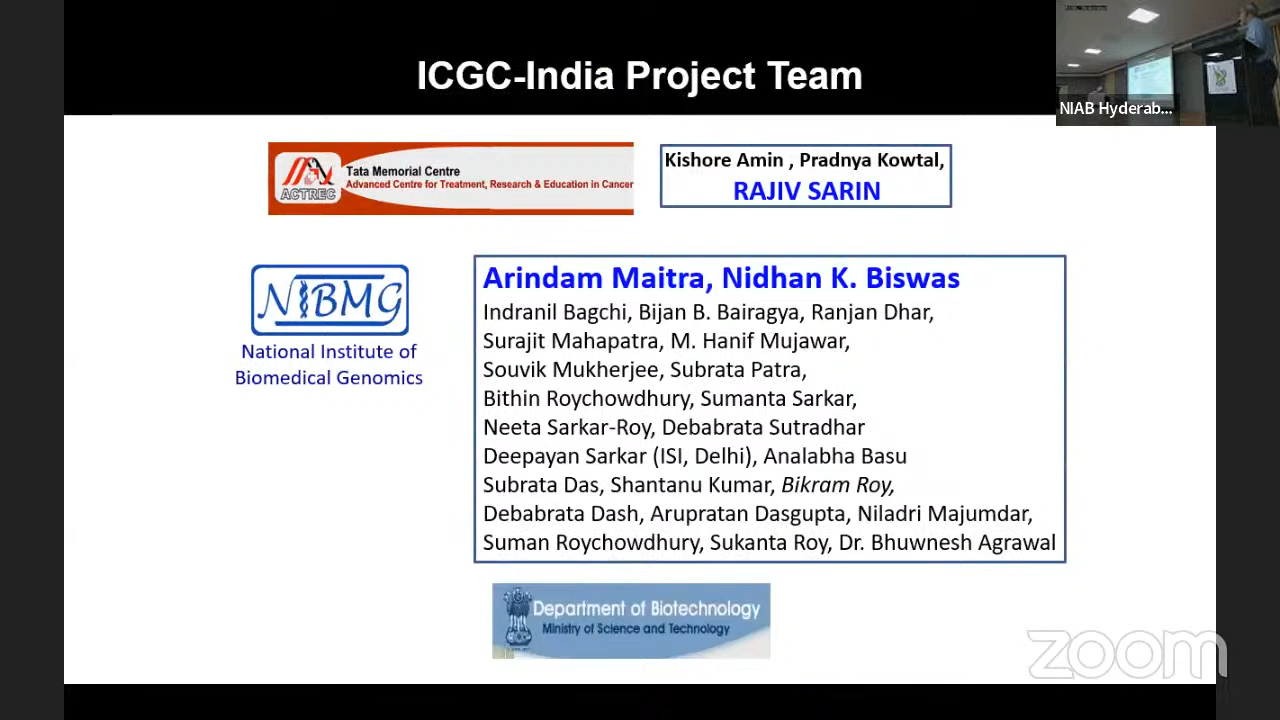 ICGC-India Project Team
NIAB Hyderab...
ACTREC
Tata Memorial Centre
Advanced Centre for Treatment, Research & Education in Cancer
Kishore Amin , Pradnya Kowtal,
RAJIV SARIN
NIBMG
National Institute of
Biomedical Genomics
Arindam Maitra, Nidhan K. Biswas
Indranil Bagchi, Bijan B. Bairagya, Ranjan Dhar,
Surajit Mahapatra, M. Hanif Mujawar,
Souvik Mukherjee, Subrata Patra,
Bithin Roychowdhury, Sumanta Sarkar,
Neeta Sarkar-Roy, Debabrata Sutradhar
Deepayan Sarkar (ISI, Delhi), Analabha Basu
Subrata Das, Shantanu Kumar, Bikram Roy,
Debabrata Dash, Arupratan Dasgupta, Niladri Majumdar,
Suman Roychowdhury, Sukanta Roy, Dr. Bhuwnesh Agrawal
Department of Biotechnology
Ministry of Science and Technology
zoom